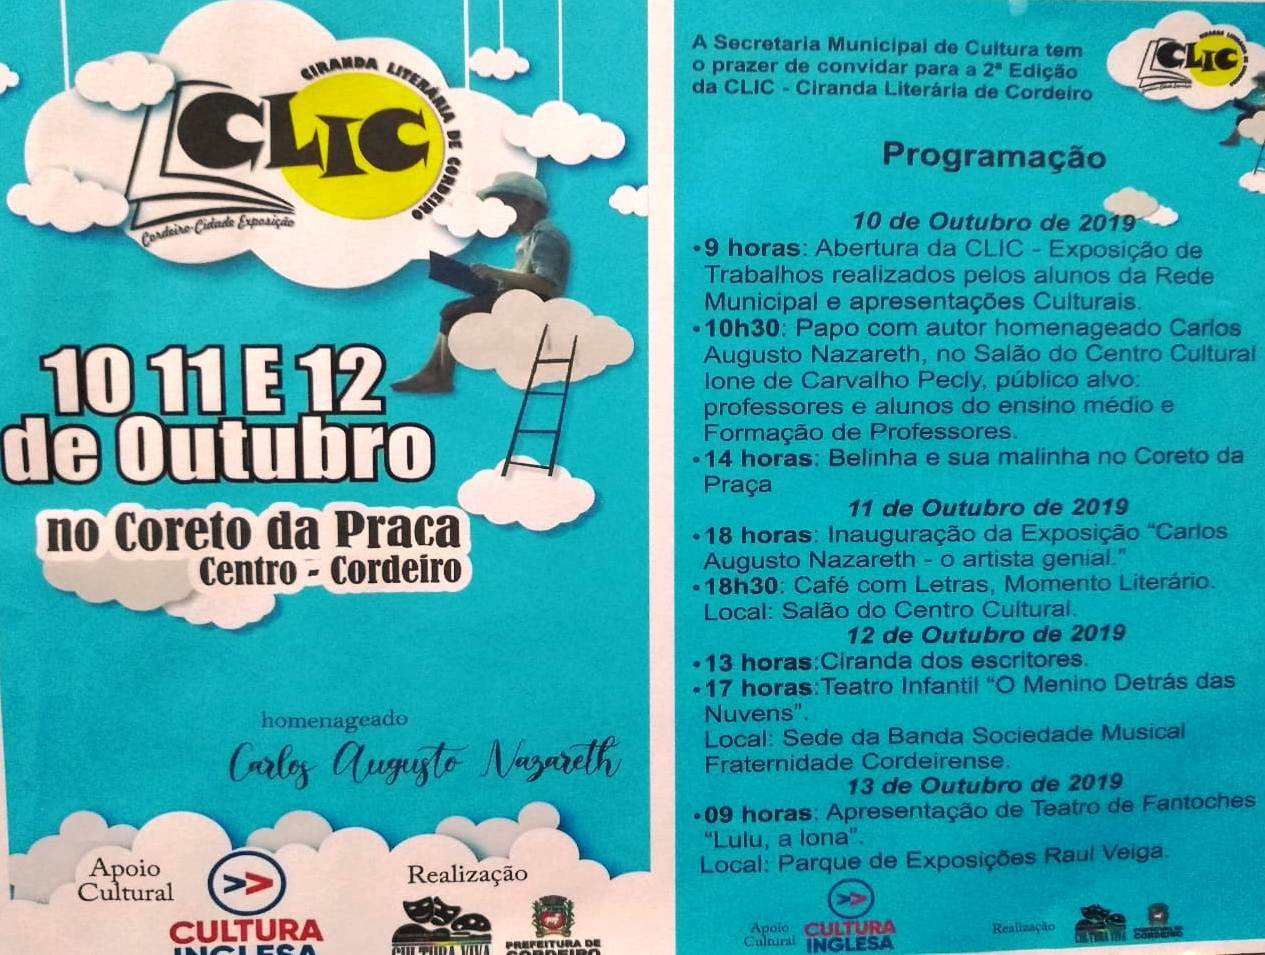 CIRANDA LITERÁRIA DE CORDEIRO
CLIC
Cordeiro-Cidade Exposição
10 11 E 12
de Outubro
no Coreto da Praca
Centro - Cordeiro
homenageado
Carlos Augusto Nazareth
Apoio
Cultural
CULTURA
INGLESA
Realização
CULTURA VIVA
PREFEITURA DE
CORDEIRO
A Secretaria Municipal de Cultura tem
o prazer de convidar para a 2ª Edição
da CLIC - Ciranda Literária de Cordeiro
CLIC
Programação
10 de Outubro de 2019
•9 horas: Abertura da CLIC - Exposição de
Trabalhos realizados pelos alunos da Rede
Municipal e apresentações Culturais.
•10h30: Papo com autor homenageado Carlos
Augusto Nazareth, no Salão do Centro Cultural
Ione de Carvalho Pecly, público alvo:
professores e alunos do ensino médio e
Formação de Professores.
•14 horas: Belinha e sua malinha no Coreto da
Praça
11 de Outubro de 2019
•18 horas: Inauguração da Exposição “Carlos
Augusto Nazareth - o artista genial.”
•18h30: Café com Letras, Momento Literário.
Local: Salão do Centro Cultural.
12 de Outubro de 2019
•13 horas:Ciranda dos escritores.
•17 horas:Teatro Infantil “O Menino Detrás das
Nuvens”.
Local: Sede da Banda Sociedade Musical
Fraternidade Cordeirense.
13 de Outubro de 2019
•09 horas: Apresentação de Teatro de Fantoches
“Lulu, a lona”.
Local: Parque de Exposições Raul Veiga.
Apoio
Cultural
CULTURA
INGLESA
Realização
CULTURA VIVA
CORDEIRO